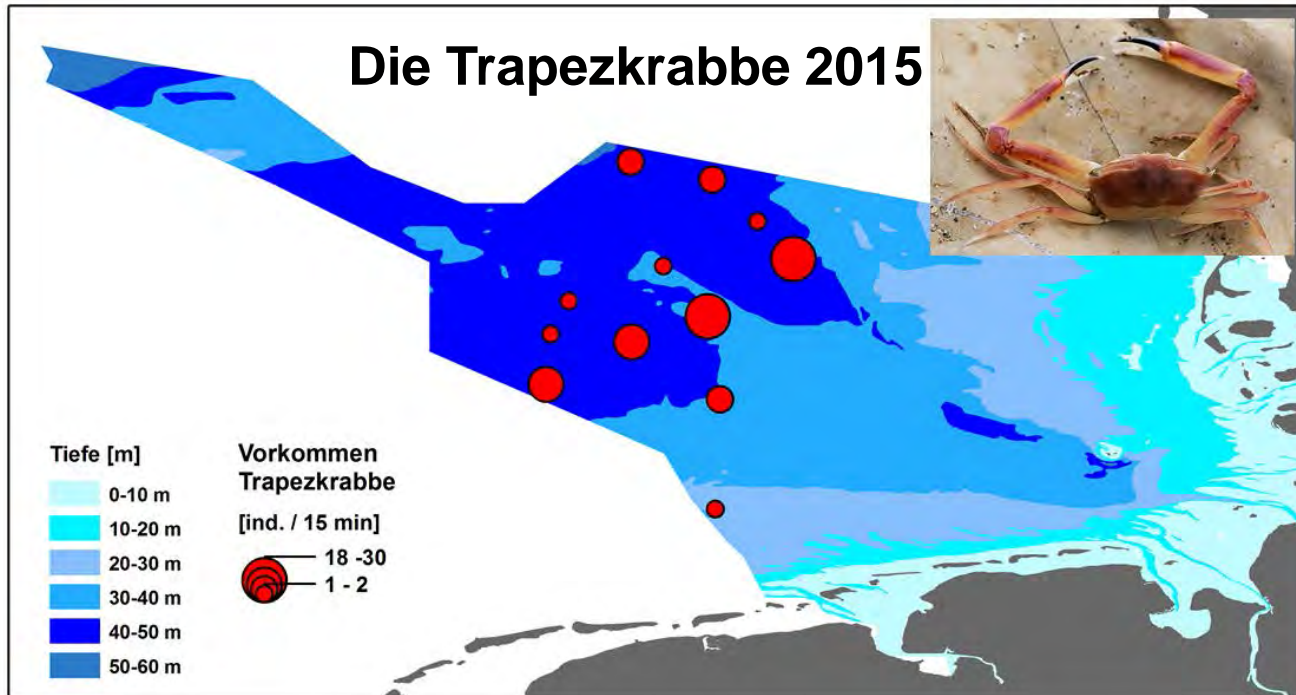 Die Trapezkrabbe 2015
Tiefe [m]
0-10 m
10-20 m
20-30 m
30-40 m
40-50 m
50-60 m
Vorkommen
Trapezkrabbe
[ind. / 15 min]
18 -30
1 - 2